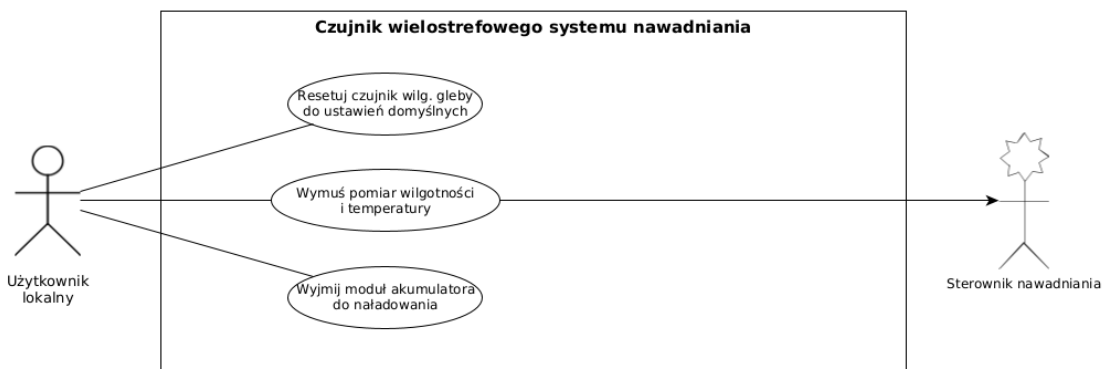 Czujnik wielostrefowego systemu nawadniania
Resetuj czujnik wilg. gleby
do ustawień domyślnych
Wymuś pomiar wilgotności
i temperatury
Wyjmij moduł akumulatora
do naładowania
Użytkownik
lokalny
Sterownik nawadniania